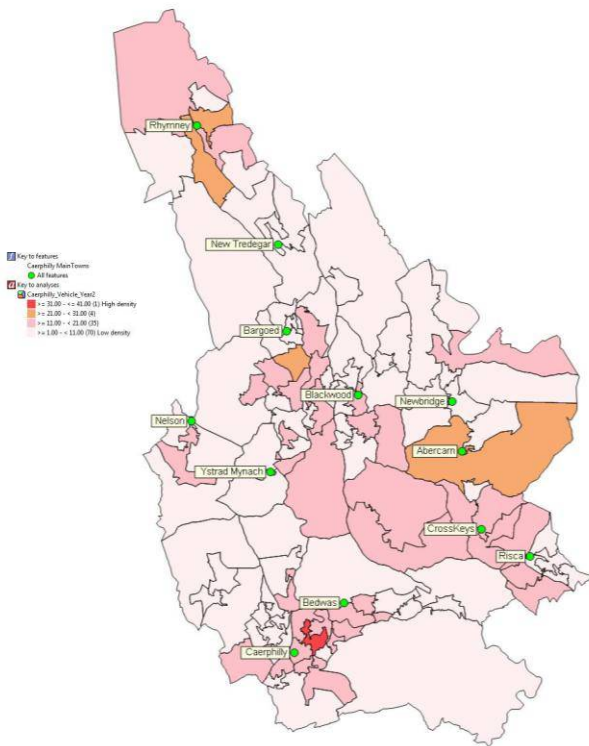 Rhymney
New Tredegar
Key to features
Caerphilly MainTowns
All features
Key to analyses
Caerphilly_Vehicle_Year2
>= 31.00 - <= 41.00 (1) High density
>= 21.00 - < 31.00 (4)
>= 11.00 - < 21.00 (35)
>= 1.00 - < 11.00 (70) Low density
Bargoed
Blackwood
Newbridge
Nelson
Abercarn
Ystrad Mynach
CrossKeys
Risca
Bedwas
Caerphilly